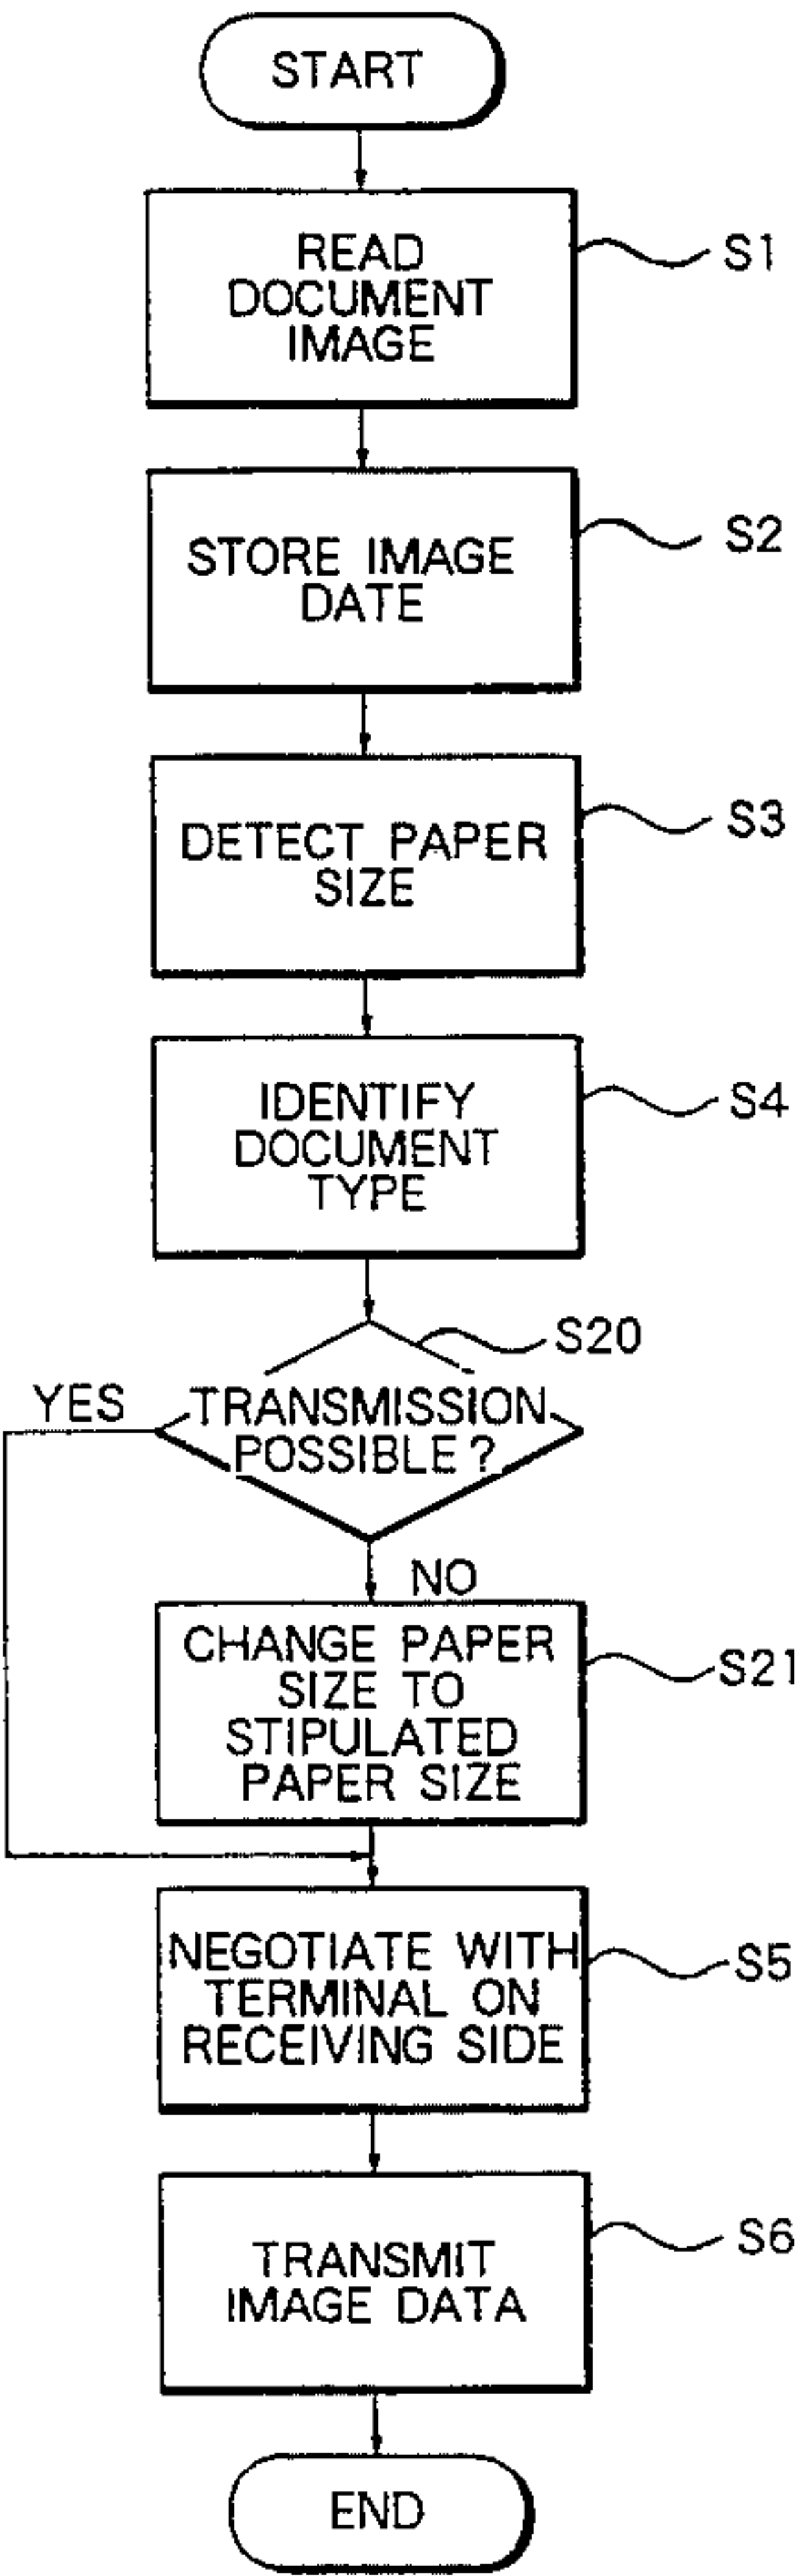 START
READ
DOCUMENT
IMAGE
S1
STORE IMAGE
DATE
S2
DETECT PAPER
SIZE
S3
IDENTIFY
DOCUMENT
TYPE
S4
S20
YES
TRANSMISSION
POSSIBLE?
NO
CHANGE PAPER
SIZE TO
STIPULATED
PAPER SIZE
S21
NEGOTIATE WITH
TERMINAL ON
RECEIVING SIDE
S5
TRANSMIT
IMAGE DATA
S6
END